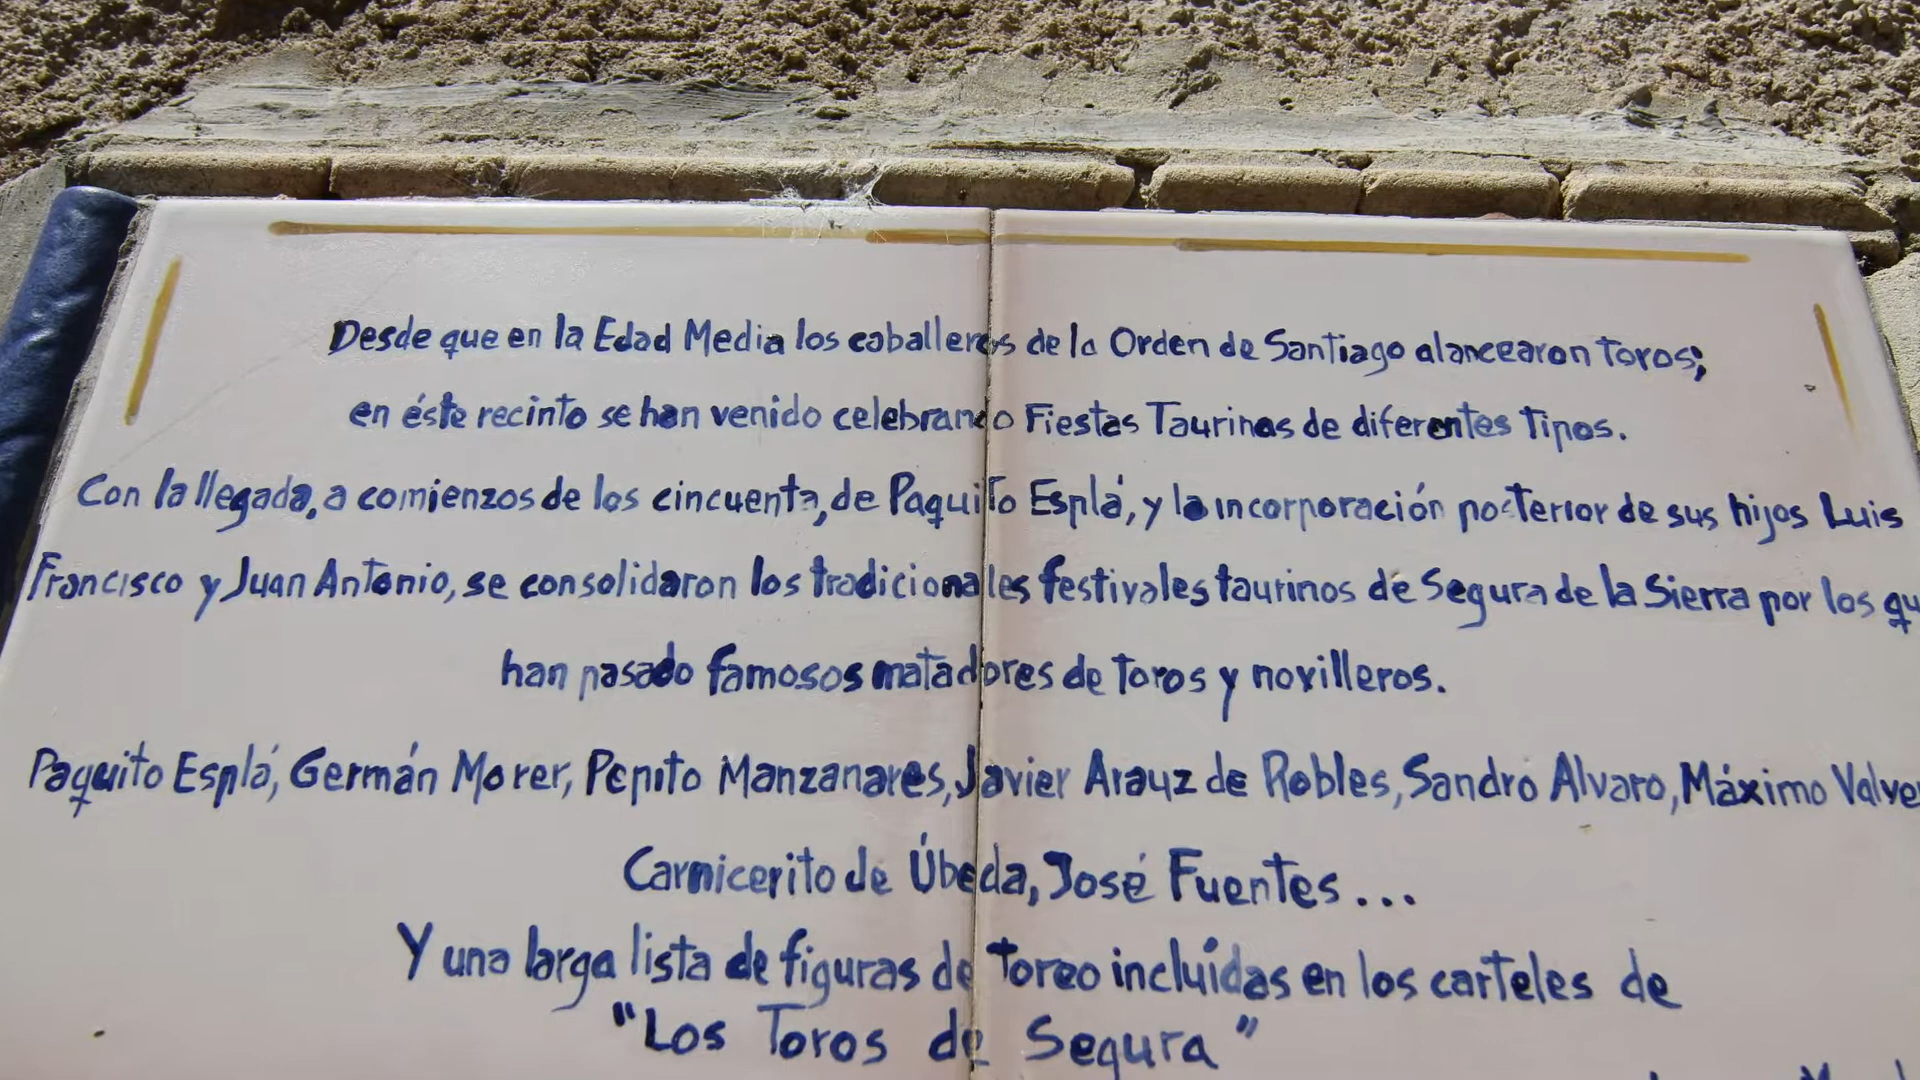 Desde que en la Edad Media los caballeros de la Orden de Santiago alancearon toros;
en éste recinto se han venido celebrando Fiestas Taurinas de diferentes Tipos.
Con la llegada, a comienzos de los cincuenta, de Paquito Esplá, y la incorporación posterior de sus hijos Luis
Francisco y Juan Antonio, se consolidaron los tradicionales festivales taurinos de Segura de la Sierra por los qu
han pasado famosos matadores de toros y novilleros.
Paquito Esplá, Germán Morer, Pepito Manzanares, Javier Arauz de Robles, Sandro Alvaro, Máximo Valve
Carnicerito de Úbeda, José Fuentes...
Y una larga lista de figuras de toreo incluídas en los carteles de
"Los Toros de Segura"